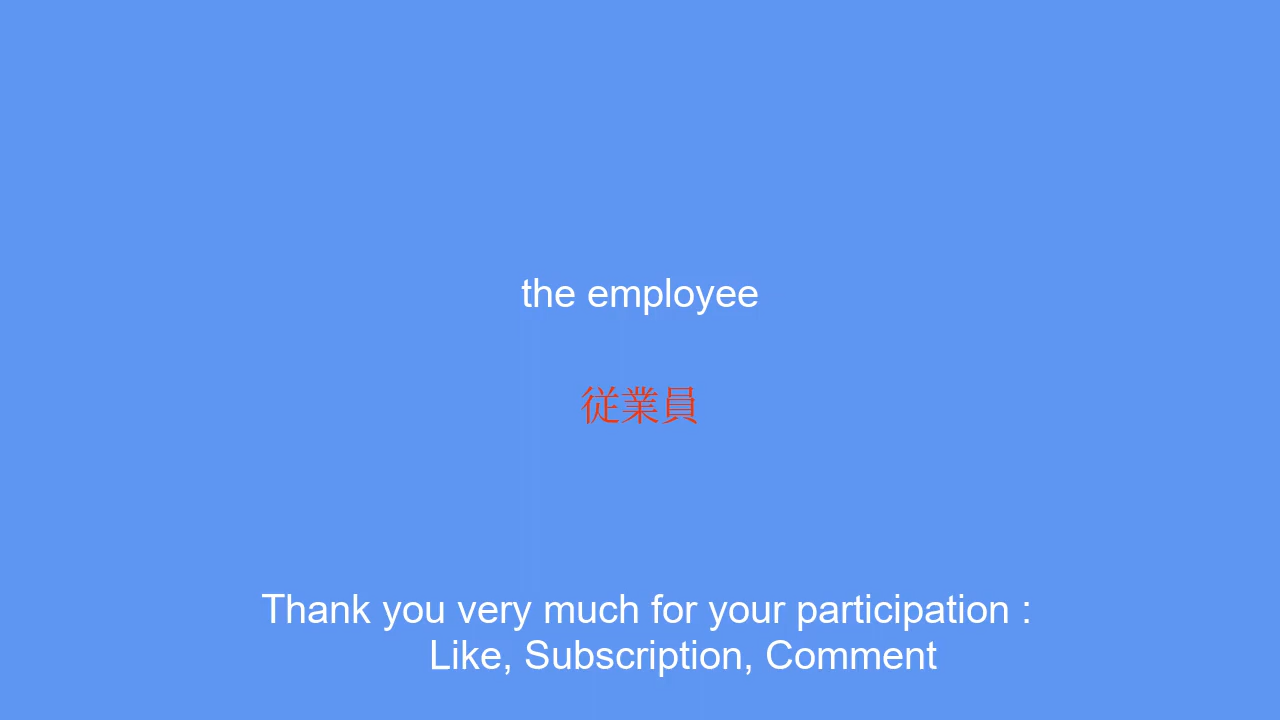 the employee
従業員
Thank you very much for your participation :
Like, Subscription, Comment